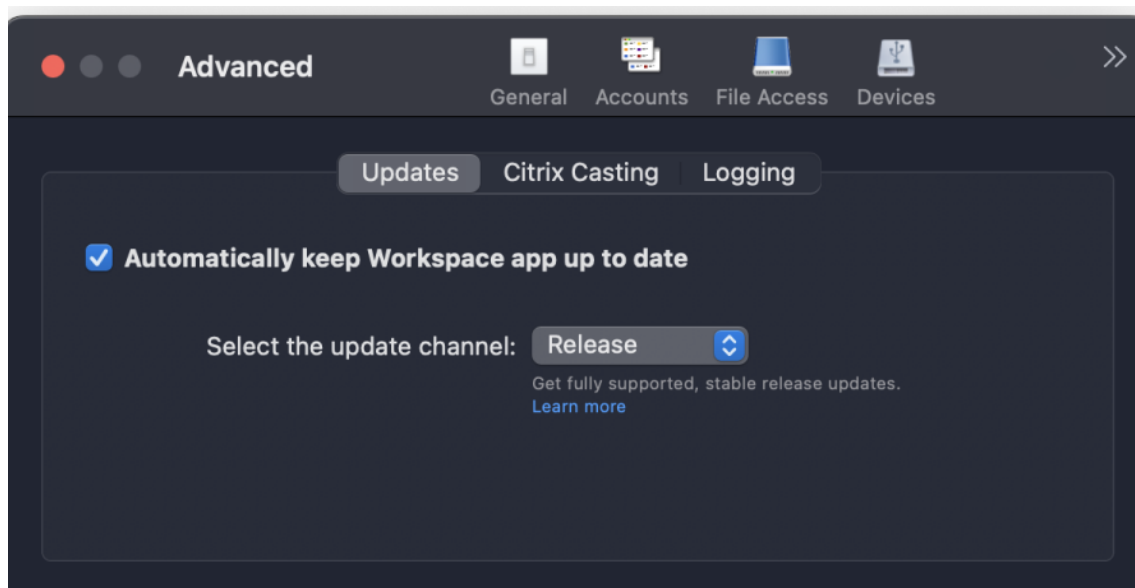 Advanced
General Accounts File Access Devices
Updates Citrix Casting Logging
Automatically keep Workspace app up to date
Select the update channel: Release
Get fully supported, stable release updates.
Learn more